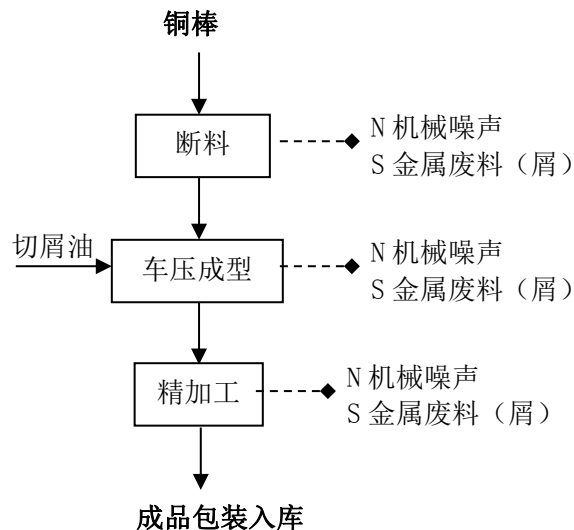 铜棒
断料
N 机械噪声
S 金属废料（屑）
切屑油
车压成型
N 机械噪声
S 金属废料（屑）
精加工
N 机械噪声
S 金属废料（屑）
成品包装入库